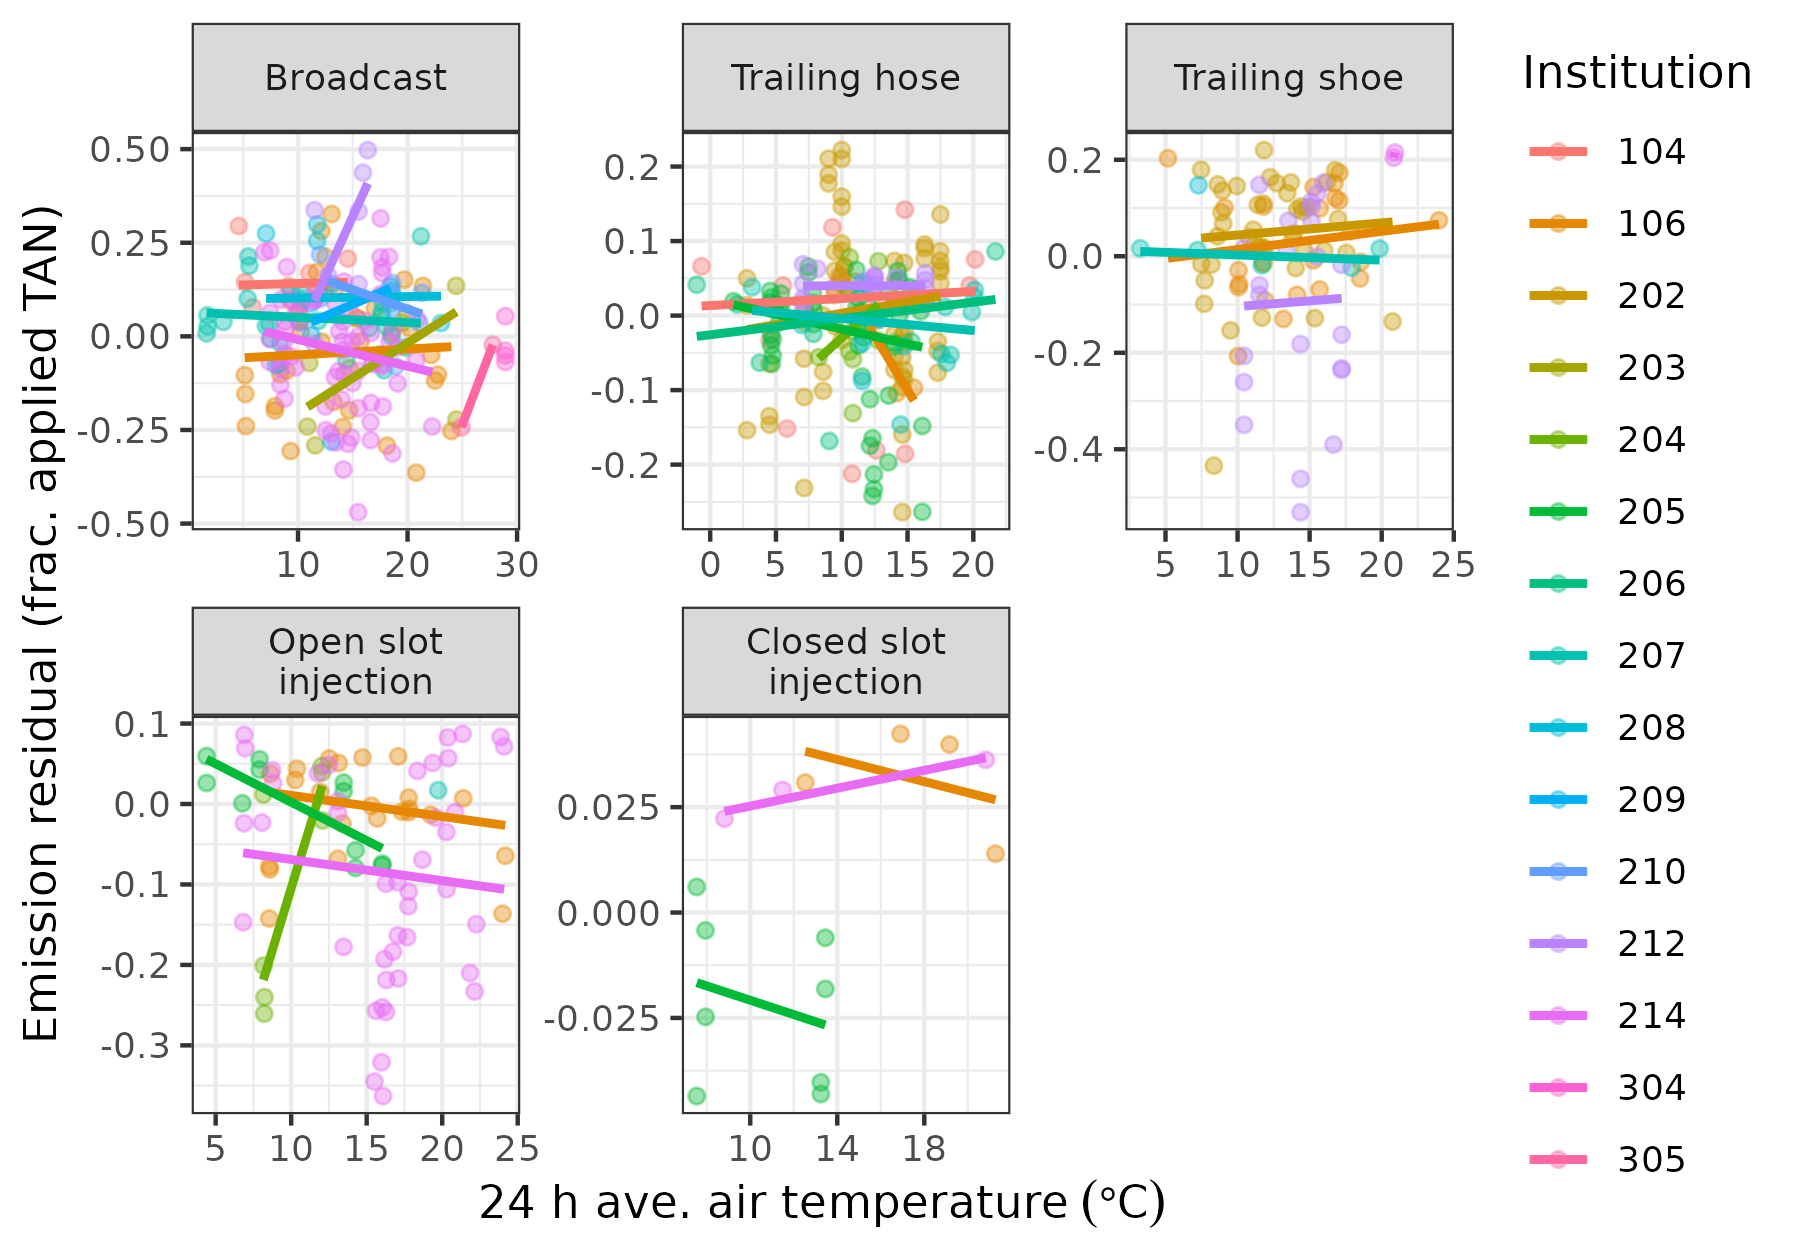 Broadcast
Trailing hose
Trailing shoe
Institution
0.50
0.25
0.00
-0.25
-0.50
10 20 30
0.2
0.1
0.0
-0.1
-0.2
0 5 10 15 20
0.2
0.0
-0.2
-0.4
5 10 15 20 25
Open slot
injection
Closed slot
injection
0.1
0.0
-0.1
-0.2
-0.3
5 10 15 20 25
0.025
0.000
-0.025
10 14 18
Emission residual (frac. applied TAN)
24 h ave. air temperature (°C)
104
106
202
203
204
205
206
207
208
209
210
212
214
304
305